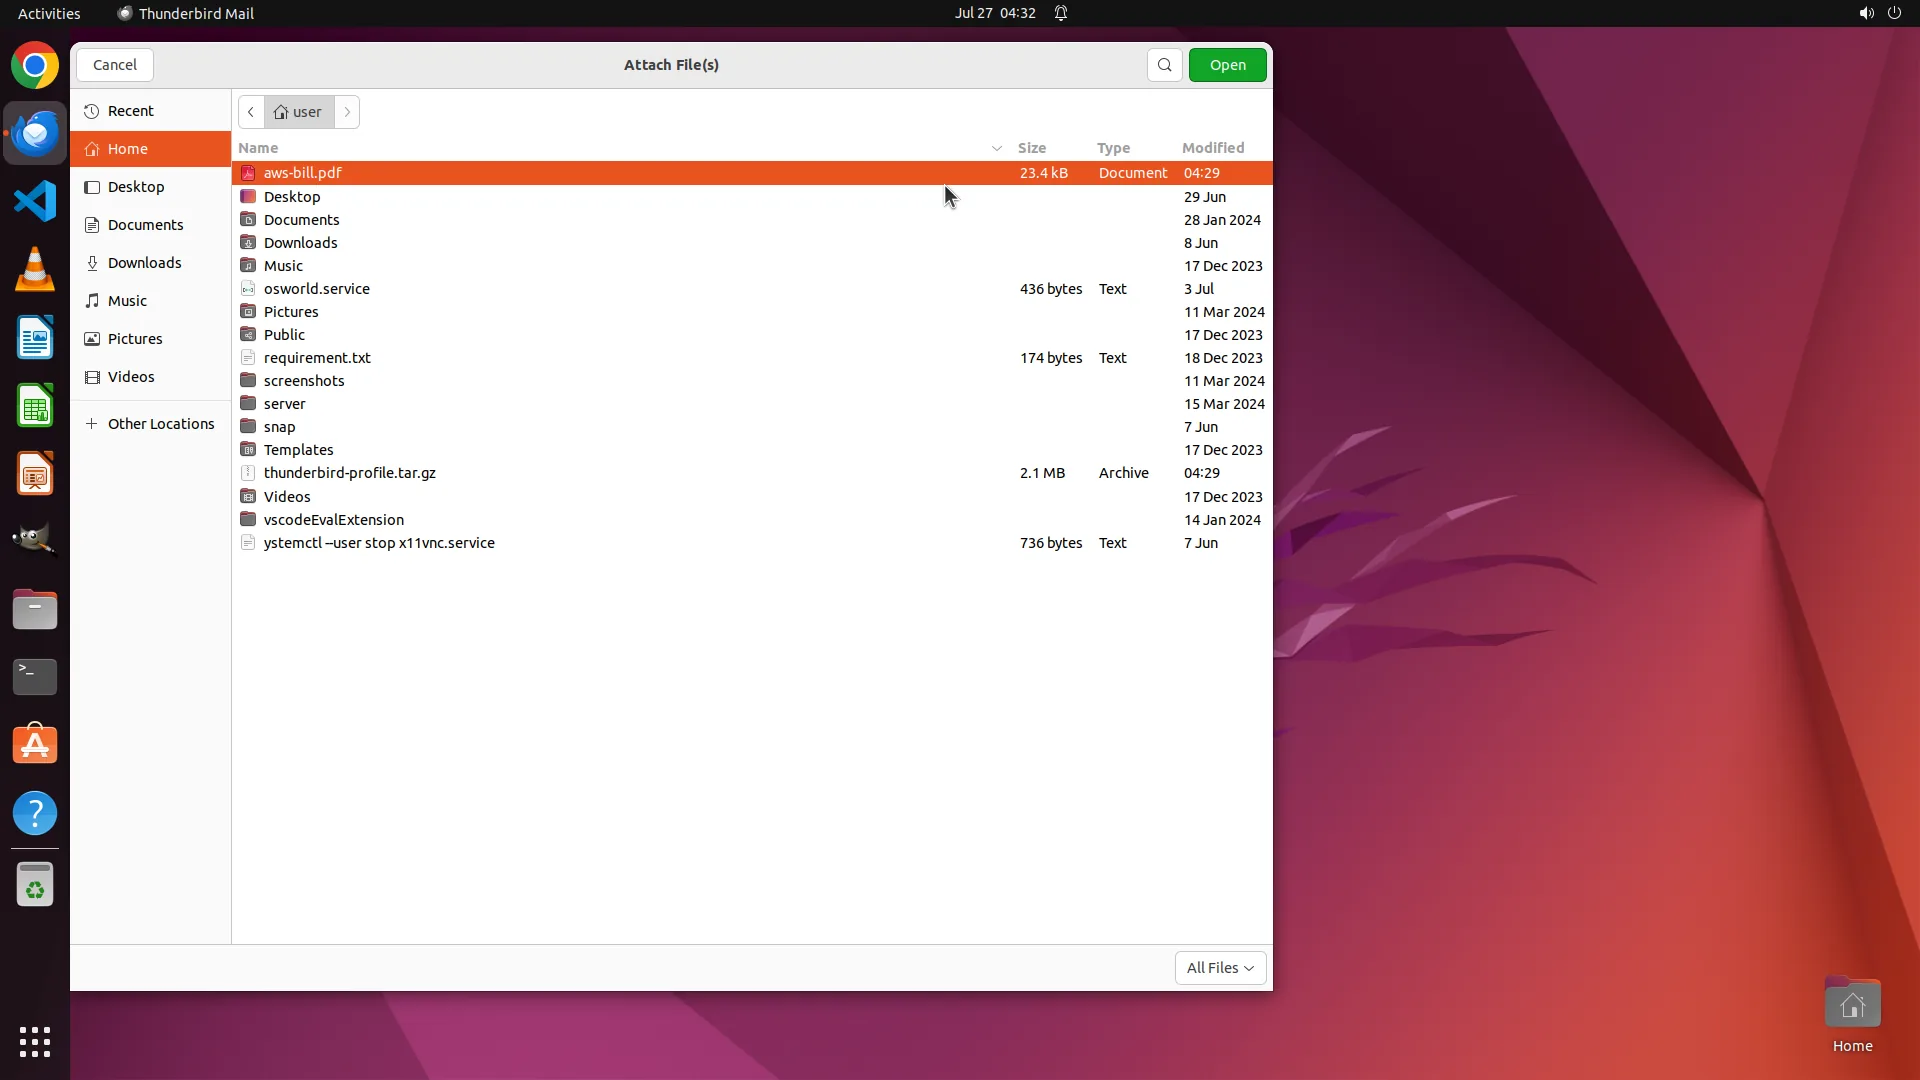 Activities
Thunderbird Mail
Jul 27 04:32
Cancel
Attach File(s)
Open
Recent
Home
Desktop
Documents
Downloads
Music
Pictures
Videos
Other Locations
user
Name Size Type Modified
aws-bill.pdf 23.4 kB Document 04:29
Desktop 29 Jun
Documents 28 Jan 2024
Downloads 8 Jun
Music 17 Dec 2023
osworld.service 436 bytes Text 3 Jul
Pictures 11 Mar 2024
Public 17 Dec 2023
requirement.txt 174 bytes Text 18 Dec 2023
screenshots 11 Mar 2024
server 15 Mar 2024
snap 7 Jun
Templates 17 Dec 2023
thunderbird-profile.tar.gz 2.1 MB Archive 04:29
Videos 17 Dec 2023
vscodeEvalExtension 14 Jan 2024
ystemctl --user stop x11vnc.service 736 bytes Text 7 Jun
All Files
Home